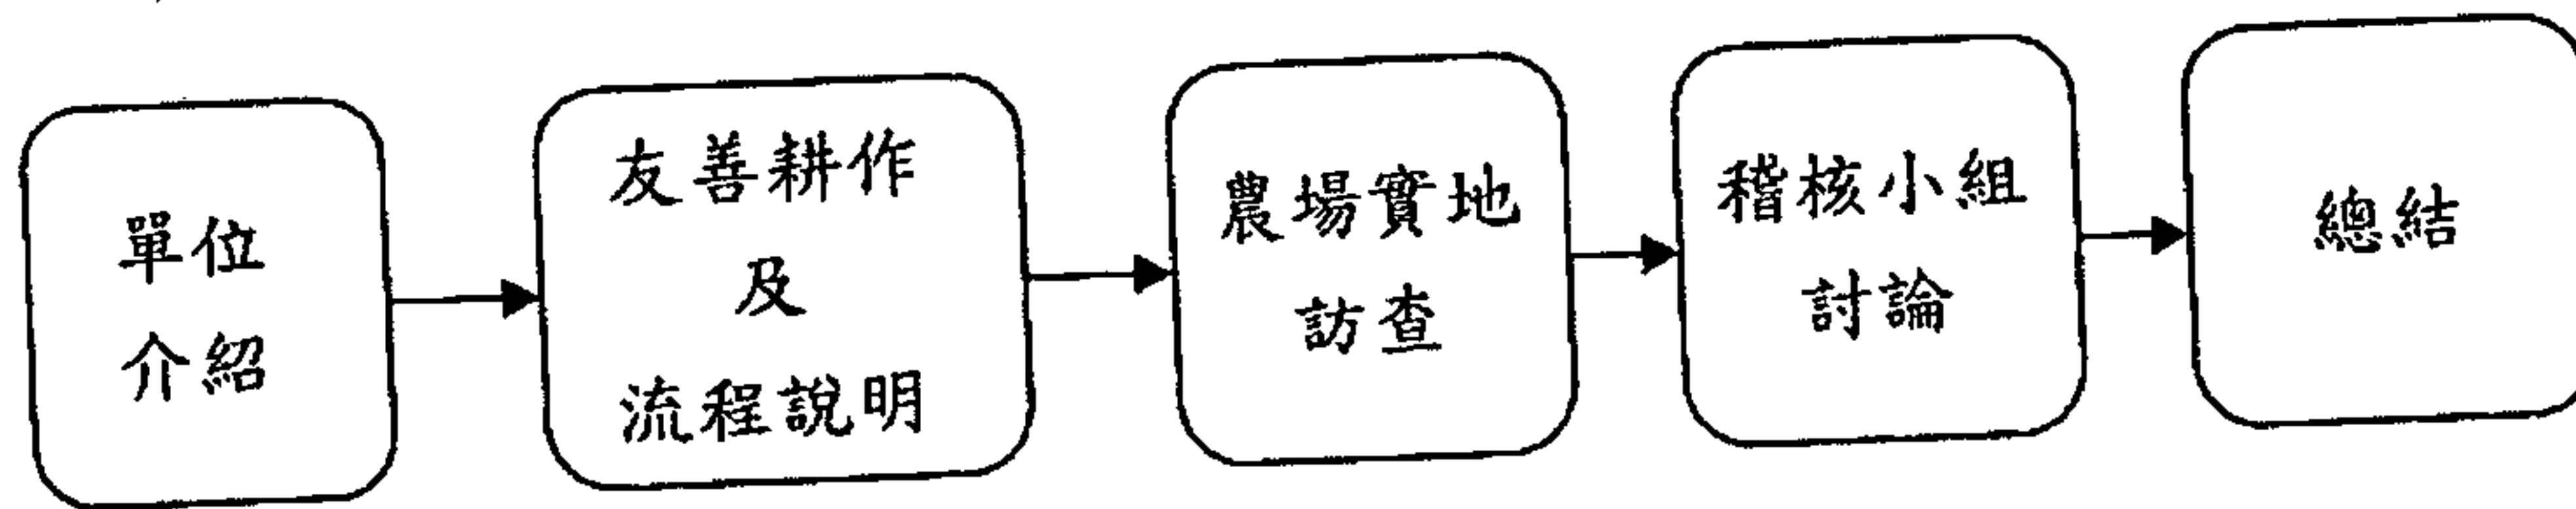 單位
介紹
友善耕作
及
流程說明
農場實地
訪查
稽核小組
討論
總結